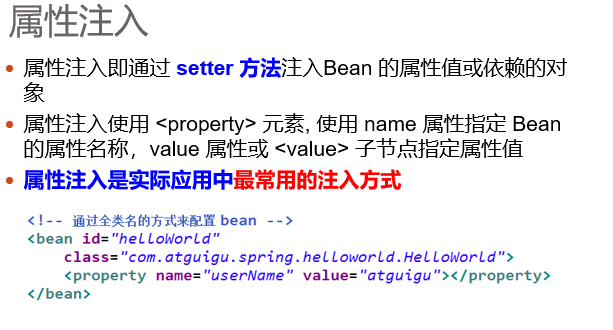 属性注入
属性注入即通过 setter 方法注入Bean 的属性值或依赖的对
象
属性注入使用 <property> 元素, 使用 name 属性指定 Bean
的属性名称，value 属性或 <value> 子节点指定属性值
属性注入是实际应用中最常用的注入方式
<!-- 通过全类名的方式来配置 bean -->
<bean id="helloWorld"
class="com.atguigu.spring.helloworld.HelloWorld">
<property name="userName" value="atguigu"></property>
</bean>